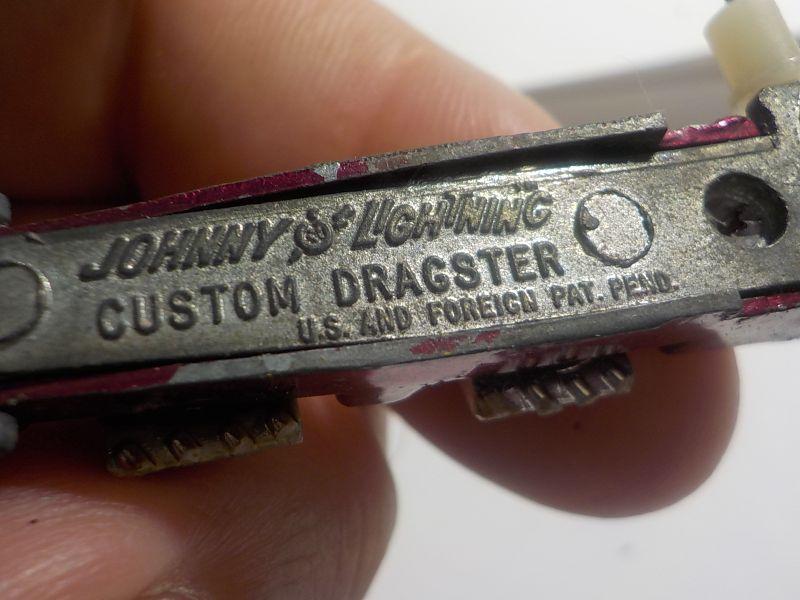 JOHNNY LIGHTNING
CUSTOM DRAGSTER
U.S. AND FOREIGN PAT. PEND.